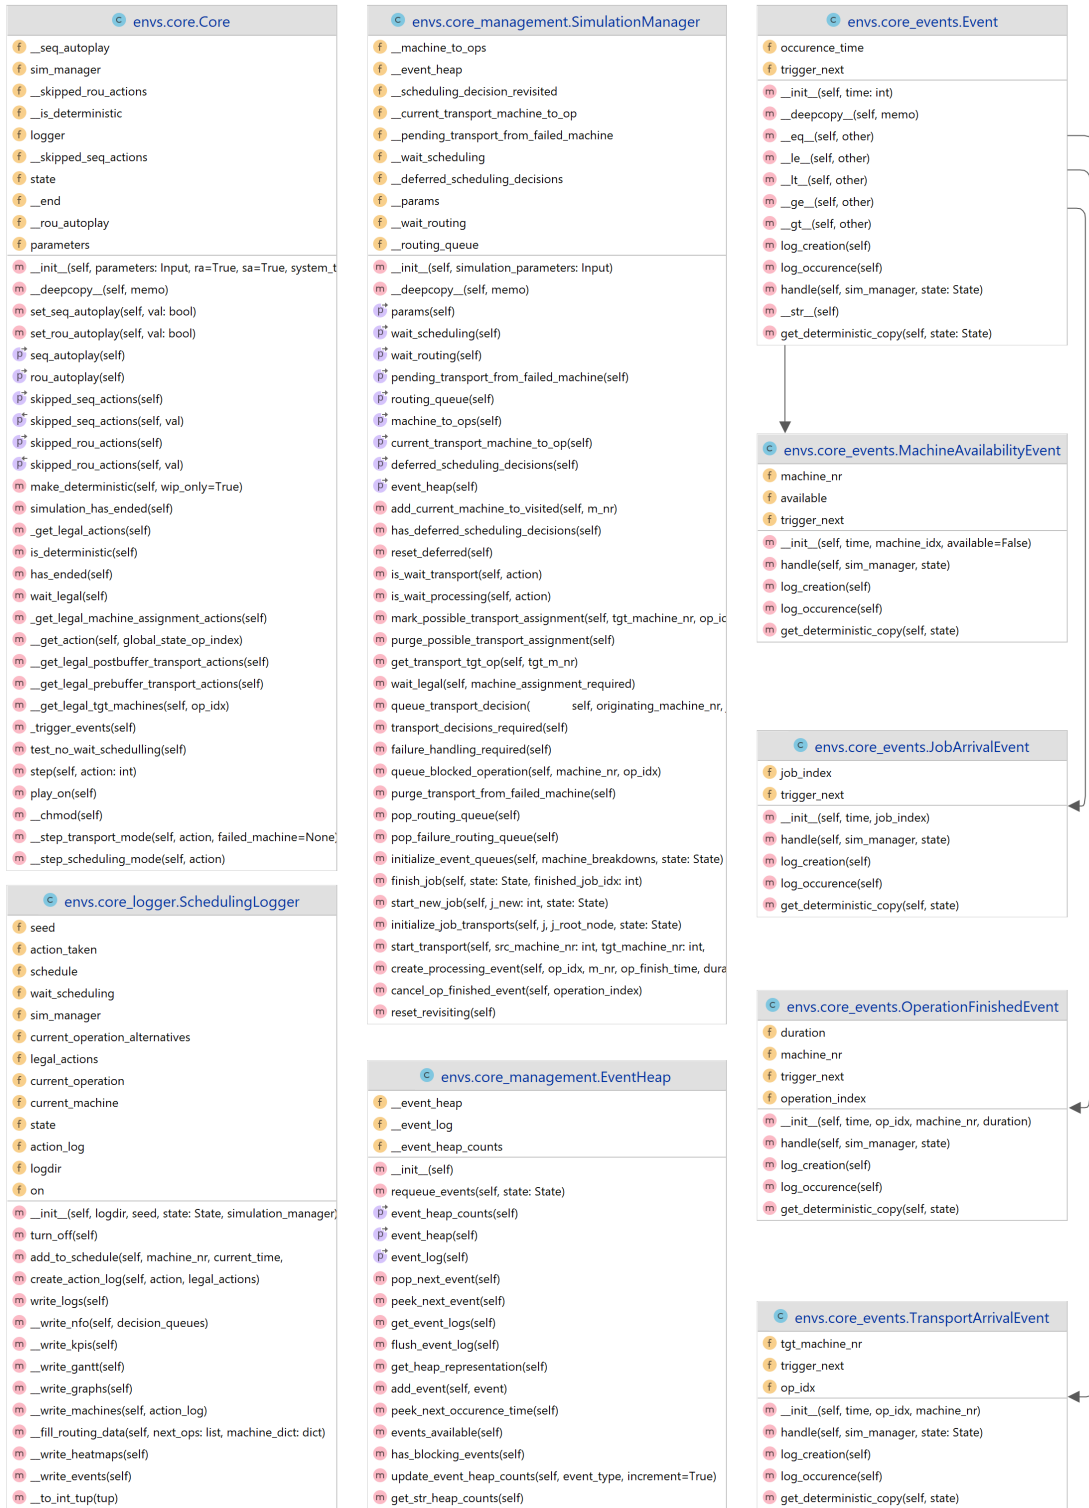 envs.core.Core
__seq_autoplay
sim_manager
__skipped_rou_actions
__is_deterministic
logger
__skipped_seq_actions
state
__end
__rou_autoplay
parameters
__init__(self, parameters: Input, ra=True, sa=True, system_t
__deepcopy__(self, memo)
set_seq_autoplay(self, val: bool)
set_rou_autoplay(self, val: bool)
seq_autoplay(self)
rou_autoplay(self)
skipped_seq_actions(self)
skipped_seq_actions(self, val)
skipped_rou_actions(self)
skipped_rou_actions(self, val)
make_deterministic(self, wip_only=True)
simulation_has_ended(self)
_get_legal_actions(self)
is_deterministic(self)
has_ended(self)
wait_legal(self)
_get_legal_machine_assignment_actions(self)
__get_action(self, global_state_op_index)
__get_legal_postbuffer_transport_actions(self)
__get_legal_prebuffer_transport_actions(self)
__get_legal_tgt_machines(self, op_idx)
_trigger_events(self)
test_no_wait_schedulling(self)
step(self, action: int)
play_on(self)
__chmod(self)
__step_transport_mode(self, action, failed_machine=None)
__step_scheduling_mode(self, action)
envs.core_logger.SchedulingLogger
seed
action_taken
schedule
wait_scheduling
sim_manager
current_operation_alternatives
legal_actions
current_operation
current_machine
state
action_log
logdir
on
__init__(self, logdir, seed, state: State, simulation_manager)
turn_off(self)
add_to_schedule(self, machine_nr, current_time,
create_action_log(self, action, legal_actions)
write_logs(self)
__write_nfo(self, decision_queues)
__write_kpis(self)
__write_gantt(self)
__write_graphs(self)
__write_machines(self, action_log)
__fill_routing_data(self, next_ops: list, machine_dict: dict)
__write_heatmaps(self)
__write_events(self)
__to_int_tup(tup)
envs.core_management.SimulationManager
__machine_to_ops
__event_heap
__scheduling_decision_revisited
__current_transport_machine_to_op
__pending_transport_from_failed_machine
__wait_scheduling
__deferred_scheduling_decisions
__params
__wait_routing
__routing_queue
__init__(self, simulation_parameters: Input)
__deepcopy__(self, memo)
params(self)
wait_scheduling(self)
wait_routing(self)
pending_transport_from_failed_machine(self)
routing_queue(self)
machine_to_ops(self)
current_transport_machine_to_op(self)
deferred_scheduling_decisions(self)
event_heap(self)
add_current_machine_to_visited(self, m_nr)
has_deferred_scheduling_decisions(self)
reset_deferred(self)
is_wait_transport(self, action)
is_wait_processing(self, action)
mark_possible_transport_assignment(self, tgt_machine_nr, op_ic
purge_possible_transport_assignment(self)
get_transport_tgt_op(self, tgt_m_nr)
wait_legal(self, machine_assignment_required)
queue_transport_decision( self, originating_machine_nr,
transport_decisions_required(self)
failure_handling_required(self)
queue_blocked_operation(self, machine_nr, op_idx)
purge_transport_from_failed_machine(self)
pop_routing_queue(self)
pop_failure_routing_queue(self)
initialize_event_queues(self, machine_breakdowns, state: State)
finish_job(self, state: State, finished_job_idx: int)
start_new_job(self, j_new: int, state: State)
initialize_job_transports(self, j, j_root_node, state: State)
start_transport(self, src_machine_nr: int, tgt_machine_nr: int,
create_processing_event(self, op_idx, m_nr, op_finish_time, dura
cancel_op_finished_event(self, operation_index)
reset_revisiting(self)
envs.core_management.EventHeap
__event_heap
__event_log
__event_heap_counts
__init__(self)
requeue_events(self, state: State)
event_heap_counts(self)
event_heap(self)
event_log(self)
pop_next_event(self)
peek_next_event(self)
get_event_logs(self)
flush_event_log(self)
get_heap_representation(self)
add_event(self, event)
peek_next_occurence_time(self)
events_available(self)
has_blocking_events(self)
update_event_heap_counts(self, event_type, increment=True)
get_str_heap_counts(self)
envs.core_events.Event
occurence_time
trigger_next
__init__(self, time: int)
__deepcopy__(self, memo)
__eq__(self, other)
__le__(self, other)
__lt__(self, other)
__ge__(self, other)
__gt__(self, other)
log_creation(self)
log_occurence(self)
handle(self, sim_manager, state: State)
__str__(self)
get_deterministic_copy(self, state: State)
envs.core_events.MachineAvailabilityEvent
machine_nr
available
trigger_next
__init__(self, time, machine_idx, available=False)
handle(self, sim_manager, state)
log_creation(self)
log_occurence(self)
get_deterministic_copy(self, state)
envs.core_events.JobArrivalEvent
job_index
trigger_next
__init__(self, time, job_index)
handle(self, sim_manager, state)
log_creation(self)
log_occurence(self)
get_deterministic_copy(self, state)
envs.core_events.OperationFinishedEvent
duration
machine_nr
trigger_next
operation_index
__init__(self, time, op_idx, machine_nr, duration)
handle(self, sim_manager, state)
log_creation(self)
log_occurence(self)
get_deterministic_copy(self, state)
envs.core_events.TransportArrivalEvent
tgt_machine_nr
trigger_next
op_idx
__init__(self, time, op_idx, machine_nr)
handle(self, sim_manager, state: State)
log_creation(self)
log_occurence(self)
get_deterministic_copy(self, state)